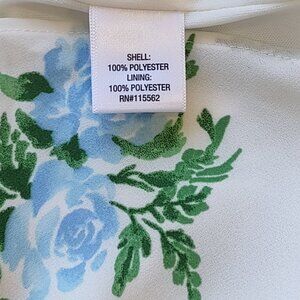 SHELL:
100% POLYESTER
LINING:
100% POLYESTER
RN#115562